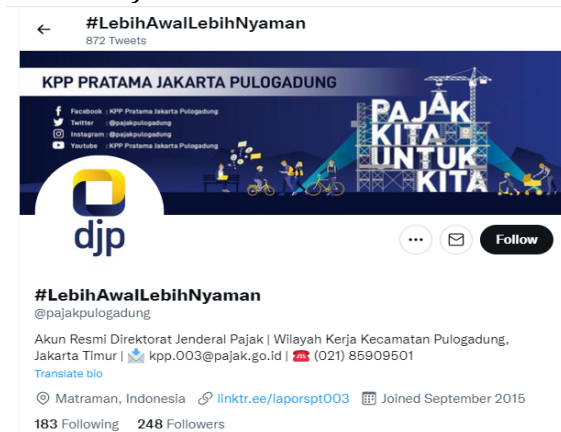 #LebihAwalLebihNyaman
872 Tweets
KPP PRATAMA JAKARTA PULOGADUNG
Facebook : KPP Pratama Jakarta Pulogadung
Twitter : @pajakpulogadung
Instagram : @pajakpulogadung
Youtube : KPP Pratama Jakarta Pulogadung
PAJAK
KITA
UNTUK
KITA
djp
Follow
#LebihAwalLebihNyaman
@pajakpulogadung
Akun Resmi Direktorat Jenderal Pajak | Wilayah Kerja Kecamatan Pulogadung,
Jakarta Timur | 📩 kpp.003@pajak.go.id | ☎️ (021) 85909501
Translate bio
Matraman, Indonesia linktr.ee/laporspt003 Joined September 2015
183 Following 248 Followers